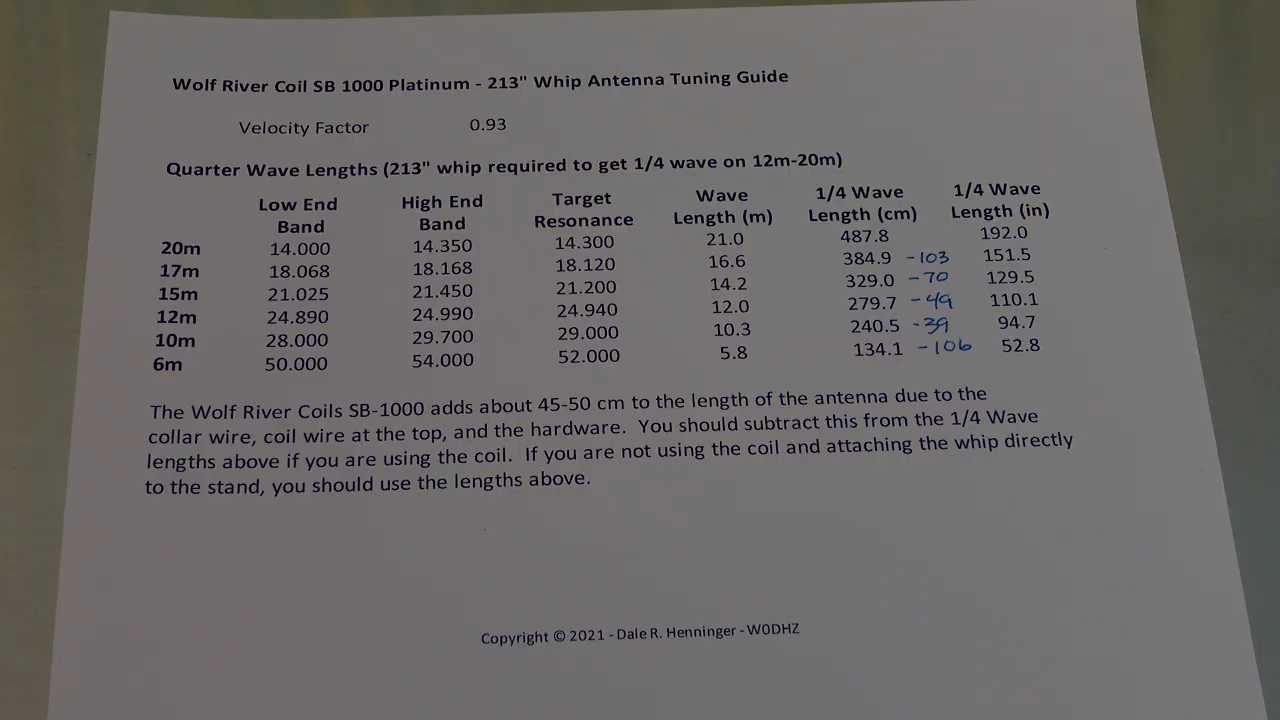 Wolf River Coil SB 1000 Platinum - 213" Whip Antenna Tuning Guide
Velocity Factor 0.93
Quarter Wave Lengths (213" whip required to get 1/4 wave on 12m-20m)
Low End High End Target Wave 1/4 Wave 1/4 Wave
Band Band Resonance Length (m) Length (cm) Length (in)
20m 14.000 14.350 14.300 21.0 487.8 192.0
17m 18.068 18.168 18.120 16.6 384.9 -103 151.5
15m 21.025 21.450 21.200 14.2 329.0 -70 129.5
12m 24.890 24.990 24.940 12.0 279.7 -49 110.1
10m 28.000 29.700 29.000 10.3 240.5 -39 94.7
6m 50.000 54.000 52.000 5.8 134.1 -106 52.8
The Wolf River Coils SB-1000 adds about 45-50 cm to the length of the antenna due to the
collar wire, coil wire at the top, and the hardware. You should subtract this from the 1/4 Wave
lengths above if you are using the coil. If you are not using the coil and attaching the whip directly
to the stand, you should use the lengths above.
Copyright © 2021 - Dale R. Henninger - W0DHZ